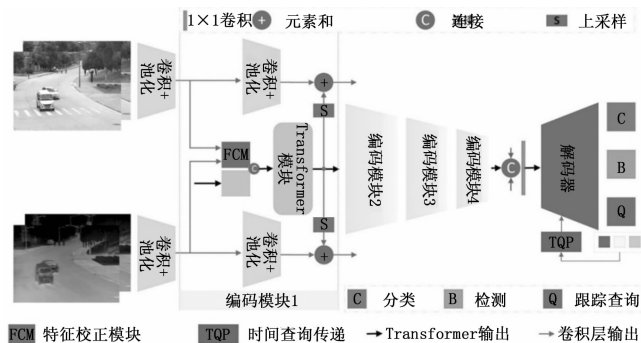 1×1卷积
元素和
C
连接
S
上采样
卷积+
池化
卷积+
池化
FCM
C
Transformer
模块
S
S
编码模块2
编码模块3
编码模块4
C
解码器
C
B
Q
TQP
卷积+
池化
卷积+
池化
编码模块1
C
分类
B
检测
Q
跟踪查询
FCM
特征校正模块
TQP
时间查询传递
Transformer输出
卷积层输出